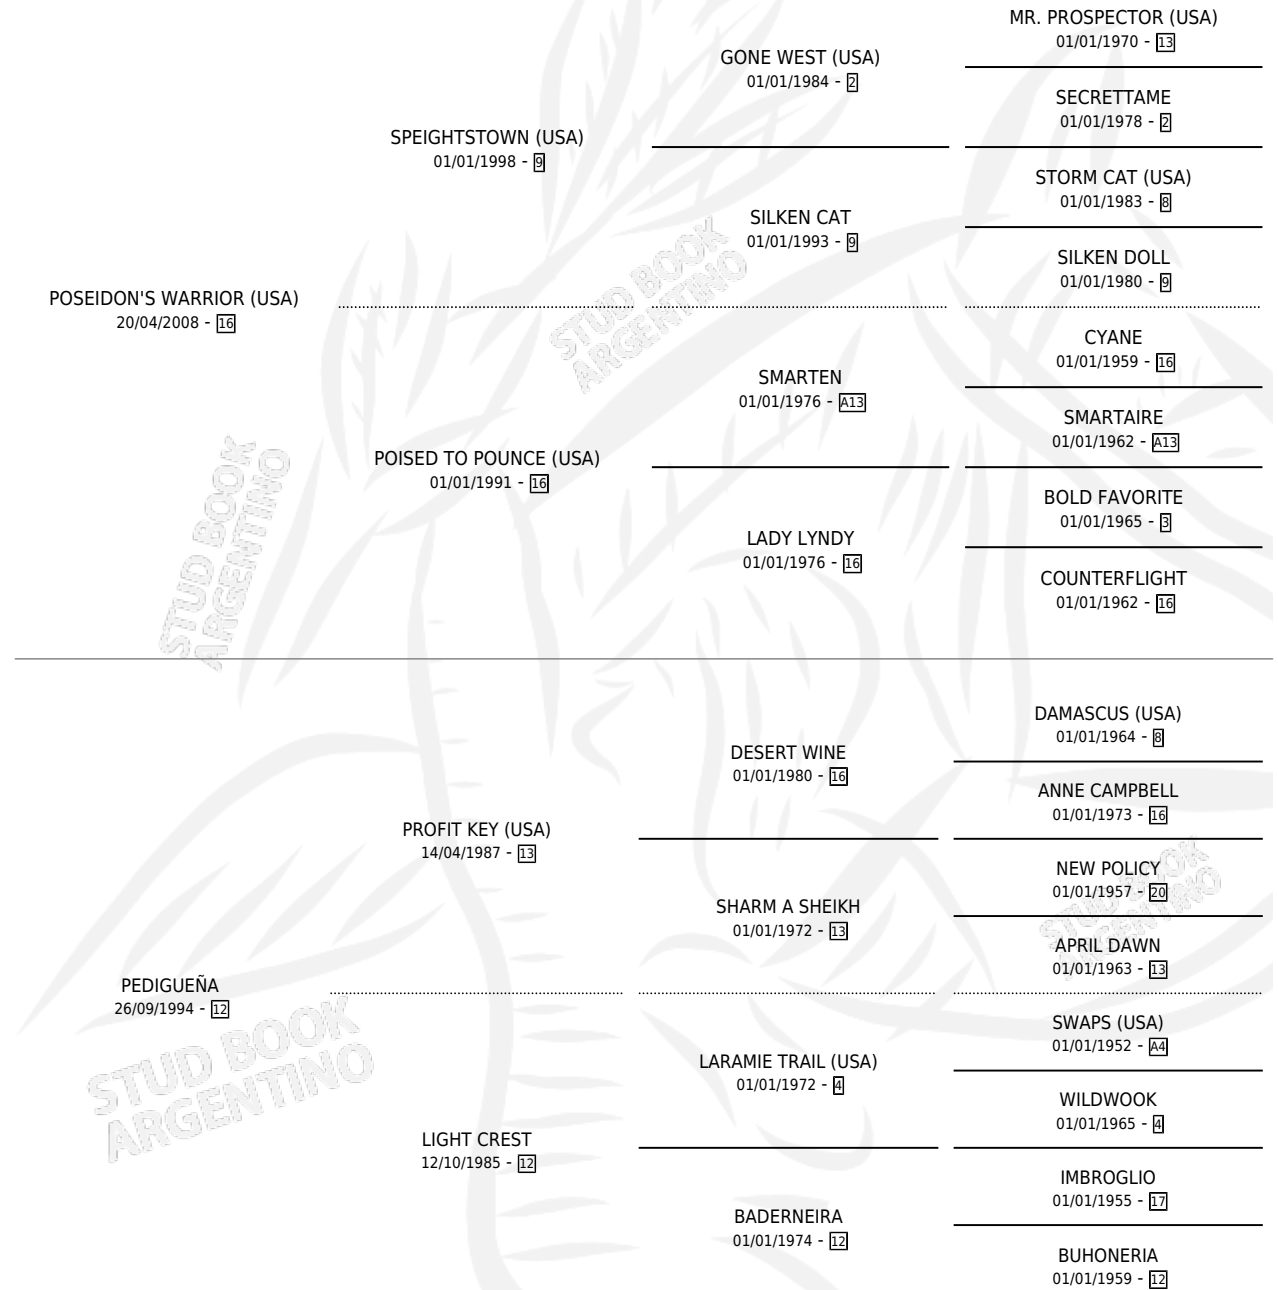 MR. PROSPECTOR (USA)
01/01/1970 - 13
GONE WEST (USA)
01/01/1984 - 2
SECRETTAME
01/01/1978 - 2
SPEIGHTSTOWN (USA)
01/01/1998 - 9
STORM CAT (USA)
01/01/1983 - 8
SILKEN CAT
01/01/1993 - 9
SILKEN DOLL
01/01/1980 - 9
POSEIDON'S WARRIOR (USA)
20/04/2008 - 16
CYANE
01/01/1959 - 16
SMARTEN
01/01/1976 - A13
SMARTAIRE
01/01/1962 - A13
POISED TO POUNCE (USA)
01/01/1991 - 16
BOLD FAVORITE
01/01/1965 - 3
LADY LYNDY
01/01/1976 - 16
COUNTERFLIGHT
01/01/1962 - 16
DAMASCUS (USA)
01/01/1964 - 8
DESERT WINE
01/01/1980 - 16
ANNE CAMPBELL
01/01/1973 - 16
PROFIT KEY (USA)
14/04/1987 - 13
NEW POLICY
01/01/1957 - 20
SHARM A SHEIKH
01/01/1972 - 13
APRIL DAWN
01/01/1963 - 13
PEDIGUEÑA
26/09/1994 - 12
SWAPS (USA)
01/01/1952 - A4
LARAMIE TRAIL (USA)
01/01/1972 - 4
WILDWOOK
01/01/1965 - 4
LIGHT CREST
12/10/1985 - 12
IMBROGLIO
01/01/1955 - 17
BADERNEIRA
01/01/1974 - 12
BUHONERIA
01/01/1959 - 12
STUD BOOK
ARGENTINO
STUD BOOK
ARGENTINO
STUD BOOK
ARGENTINO
STUD BOOK
ARGENTINO